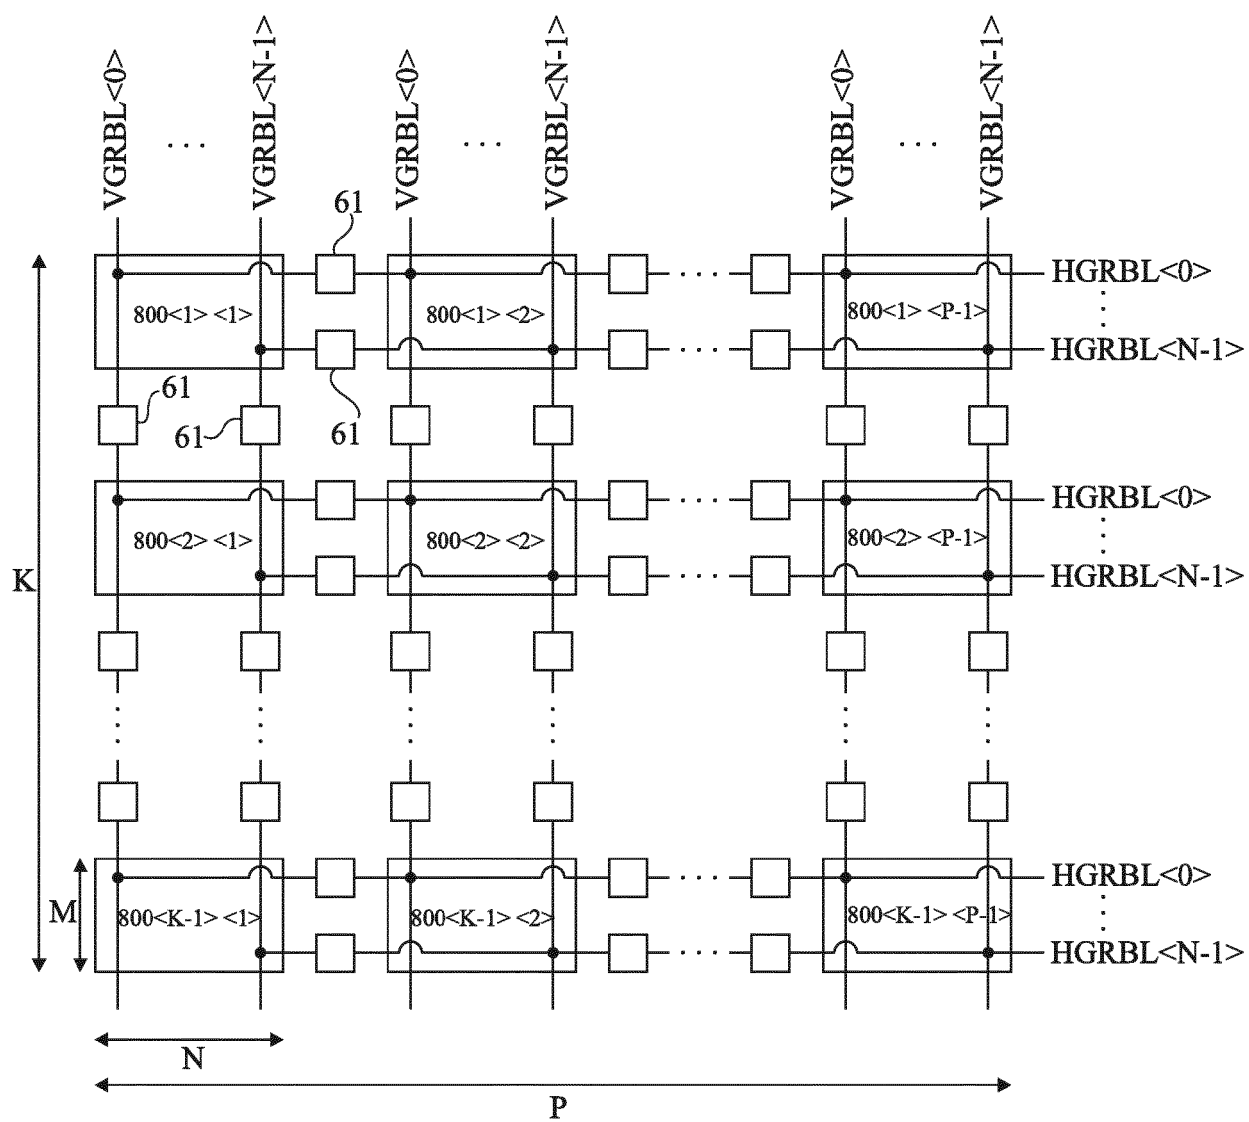 VGRBL<0>
. . .
VGRBL<N-1>
VGRBL<0>
. . .
VGRBL<N-1>
VGRBL<0>
. . .
VGRBL<N-1>
61
HGRBL<0>
800<1> <1>
800<1> <2>
. . .
800<1> <P-1>
HGRBL<N-1>
. . .
61
61
61
HGRBL<0>
. . .
800<2> <1>
800<2> <2>
800<2> <P-1>
K
. . .
HGRBL<N-1>
HGRBL<0>
. . .
M
800<K-1> <1>
800<K-1> <2>
800<K-1> <P-1>
. . .
HGRBL<N-1>
N
P